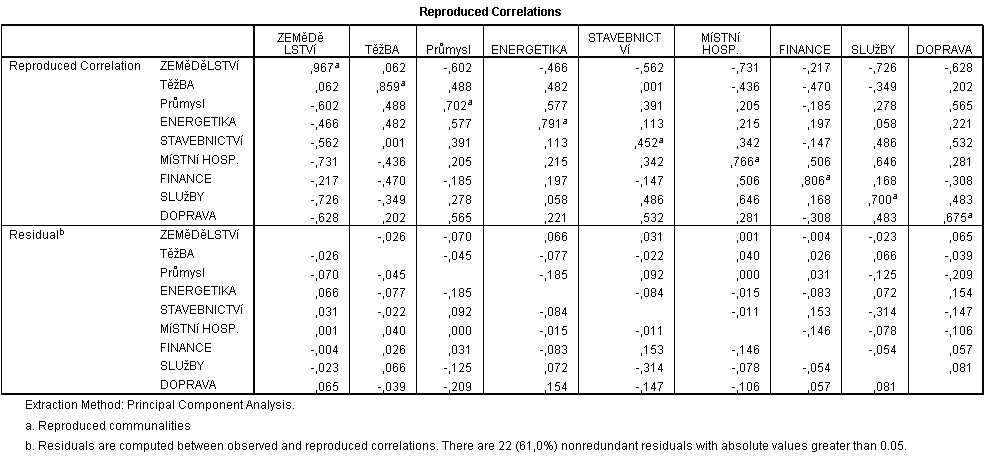 Reproduced Correlations
ZEMěDě LSTVí TěžBA Průmysl ENERGETIKA STAVEBNICT Ví MíSTNí HOSP. FINANCE SLUžBY DOPRAVA
Reproduced Correlation ZEMěDěLSTVí ,967a ,062 -,602 -,466 -,562 -,731 -,217 -,726 -,628
TěžBA ,062 ,859a ,488 ,482 ,001 -,436 -,470 -,349 ,202
Průmysl -,602 ,488 ,702a ,577 ,391 ,205 -,185 ,278 ,565
ENERGETIKA -,466 ,482 ,577 ,791a ,113 ,215 ,197 ,058 ,221
STAVEBNICTVí -,562 ,001 ,391 ,113 ,452a ,342 -,147 ,486 ,532
MíSTNí HOSP. -,731 -,436 ,205 ,215 ,342 ,766a ,506 ,646 ,281
FINANCE -,217 -,470 -,185 ,197 -,147 ,506 ,806a ,168 -,308
SLUžBY -,726 -,349 ,278 ,058 ,486 ,646 ,168 ,700a ,483
DOPRAVA -,628 ,202 ,565 ,221 ,532 ,281 -,308 ,483 ,675a
Residualb ZEMěDěLSTVí -,026 -,070 ,066 ,031 ,001 -,004 -,023 ,065
TěžBA -,026 -,045 -,077 -,022 ,040 ,026 ,066 -,039
Průmysl -,070 -,045 -,185 ,092 ,000 ,031 -,125 -,209
ENERGETIKA ,066 -,077 -,185 -,084 -,015 -,083 ,072 ,154
STAVEBNICTVí ,031 -,022 ,092 -,084 -,011 ,153 -,314 -,147
MíSTNí HOSP. ,001 ,040 ,000 -,015 -,011 -,146 -,078 -,106
FINANCE -,004 ,026 ,031 -,083 ,153 -,146 -,054 ,057
SLUžBY -,023 ,066 -,125 ,072 -,314 -,078 -,054 ,081
DOPRAVA ,065 -,039 -,209 ,154 -,147 -,106 ,057 ,081
Extraction Method: Principal Component Analysis.
a. Reproduced communalities
b. Residuals are computed between observed and reproduced correlations. There are 22 (61,0%) nonredundant residuals with absolute values greater than 0.05.